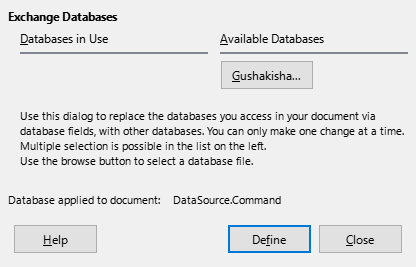 Exchange Databases
Databases in Use
Available Databases
Gushakisha...
Use this dialog to replace the databases you access in your document via
database fields, with other databases. You can only make one change at a time.
Multiple selection is possible in the list on the left.
Use the browse button to select a database file.
Database applied to document: DataSource.Command
Help
Define
Close